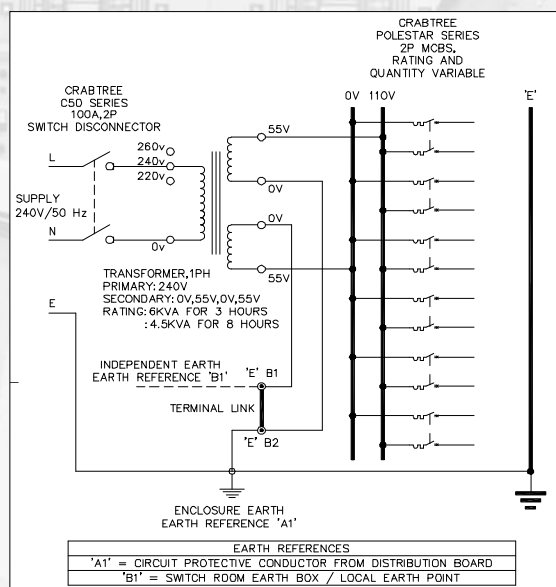 CRABTREE
POLESTAR SERIES
2P MCBS,
RATING AND
QUANTITY VARIABLE
CRABTREE
C50 SERIES
100A,2P
SWITCH DISCONNECTOR
0V 110V
'E'
L
260v
240v
220v
55V
0V
SUPPLY
240V/50 Hz
N
0v
0V
55V
TRANSFORMER,1PH
PRIMARY: 240V
SECONDARY: 0V,55V,0V,55V
RATING: 6KVA FOR 3 HOURS
: 4.5KVA FOR 8 HOURS
E
INDEPENDENT EARTH
EARTH REFERENCE 'B1'
'E' B1
TERMINAL LINK
'E' B2
ENCLOSURE EARTH
EARTH REFERENCE 'A1'
EARTH REFERENCES
'A1' = CIRCUIT PROTECTIVE CONDUCTOR FROM DISTRIBUTION BOARD
'B1' = SWITCH ROOM EARTH BOX / LOCAL EARTH POINT